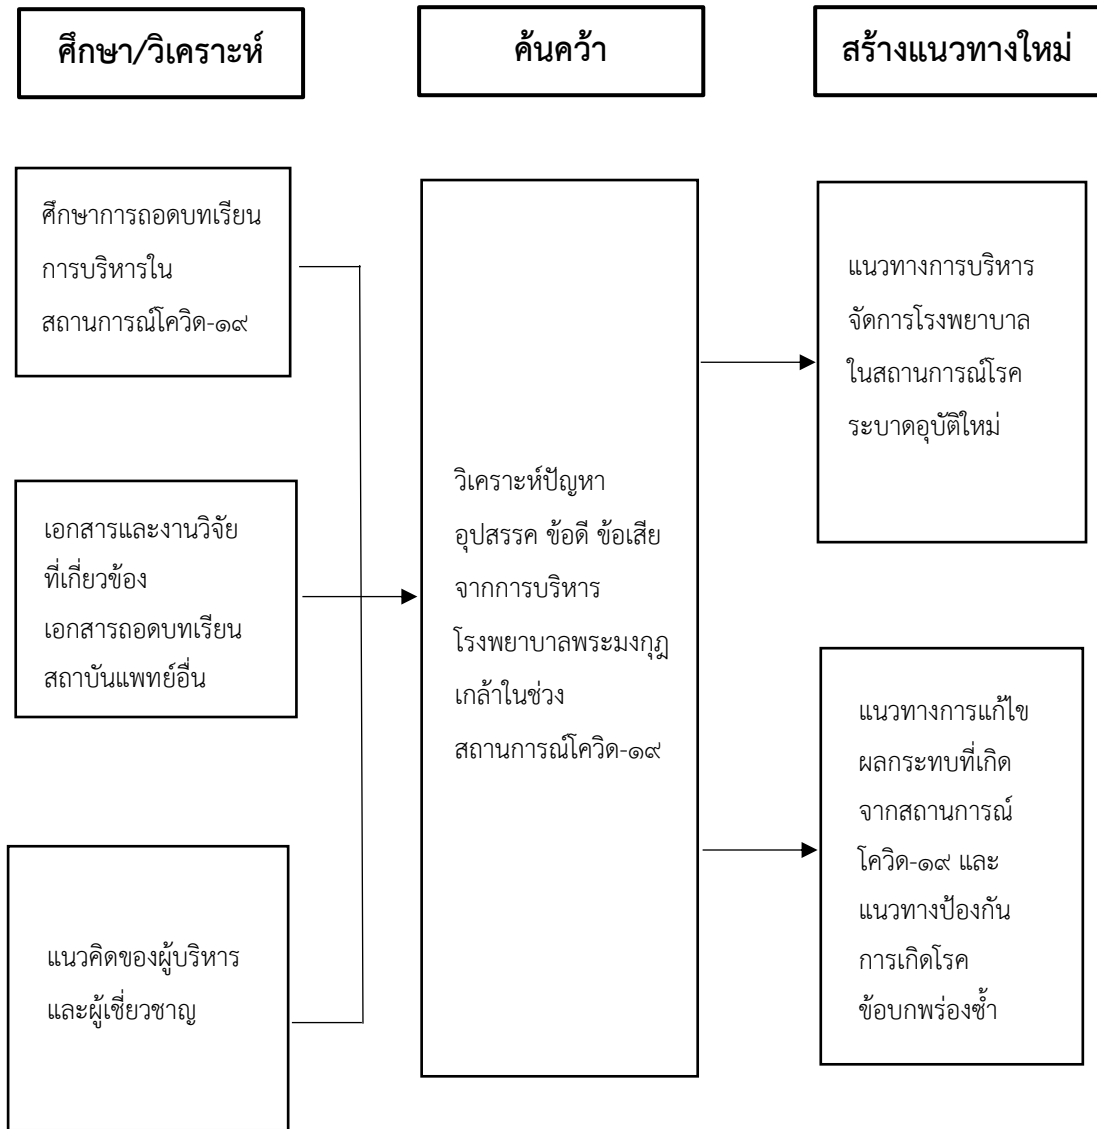 ศึกษา/วิเคราะห์
ค้นคว้า
สร้างแนวทางใหม่
ศึกษาการถอดบทเรียน
การบริหารใน
สถานการณ์โควิด-๑๙
เอกสารและงานวิจัย
ที่เกี่ยวข้อง
เอกสารถอดบทเรียน
สถาบันแพทย์อื่น
แนวคิดของผู้บริหาร
และผู้เชี่ยวชาญ
วิเคราะห์ปัญหา
อุปสรรค ข้อดี ข้อเสีย
จากการบริหาร
โรงพยาบาลพระมงกุฎ
เกล้าในช่วง
สถานการณ์โควิด-๑๙
แนวทางการบริหาร
จัดการโรงพยาบาล
ในสถานการณ์โรค
ระบาดอุบัติใหม่
แนวทางการแก้ไข
ผลกระทบที่เกิด
จากสถานการณ์
โควิด-๑๙ และ
แนวทางป้องกัน
การเกิดโรค
ข้อบกพร่องซ้ำ